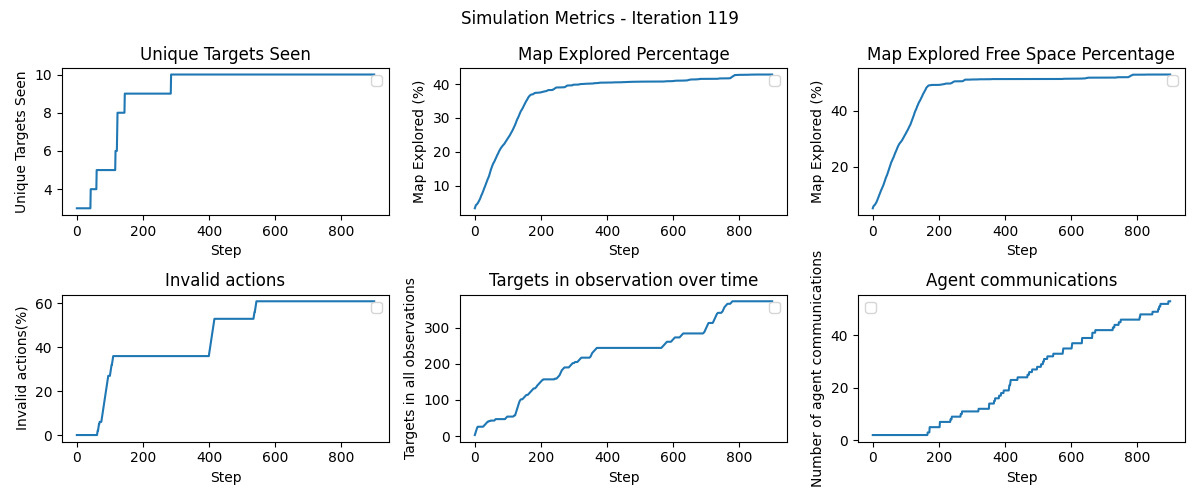 Simulation Metrics - Iteration 119
Unique Targets Seen
Unique Targets Seen
10
8
6
4
0 200 400 600 800
Step
Map Explored Percentage
Map Explored (%)
40
30
20
10
0 200 400 600 800
Step
Map Explored Free Space Percentage
Map Explored (%)
40
20
0 200 400 600 800
Step
Invalid actions
Invalid actions(%)
60
40
20
0
0 200 400 600 800
Step
Targets in observation over time
Targets in all observations
300
200
100
0
0 200 400 600 800
Step
Agent communications
Number of agent communications
40
20
0
0 200 400 600 800
Step